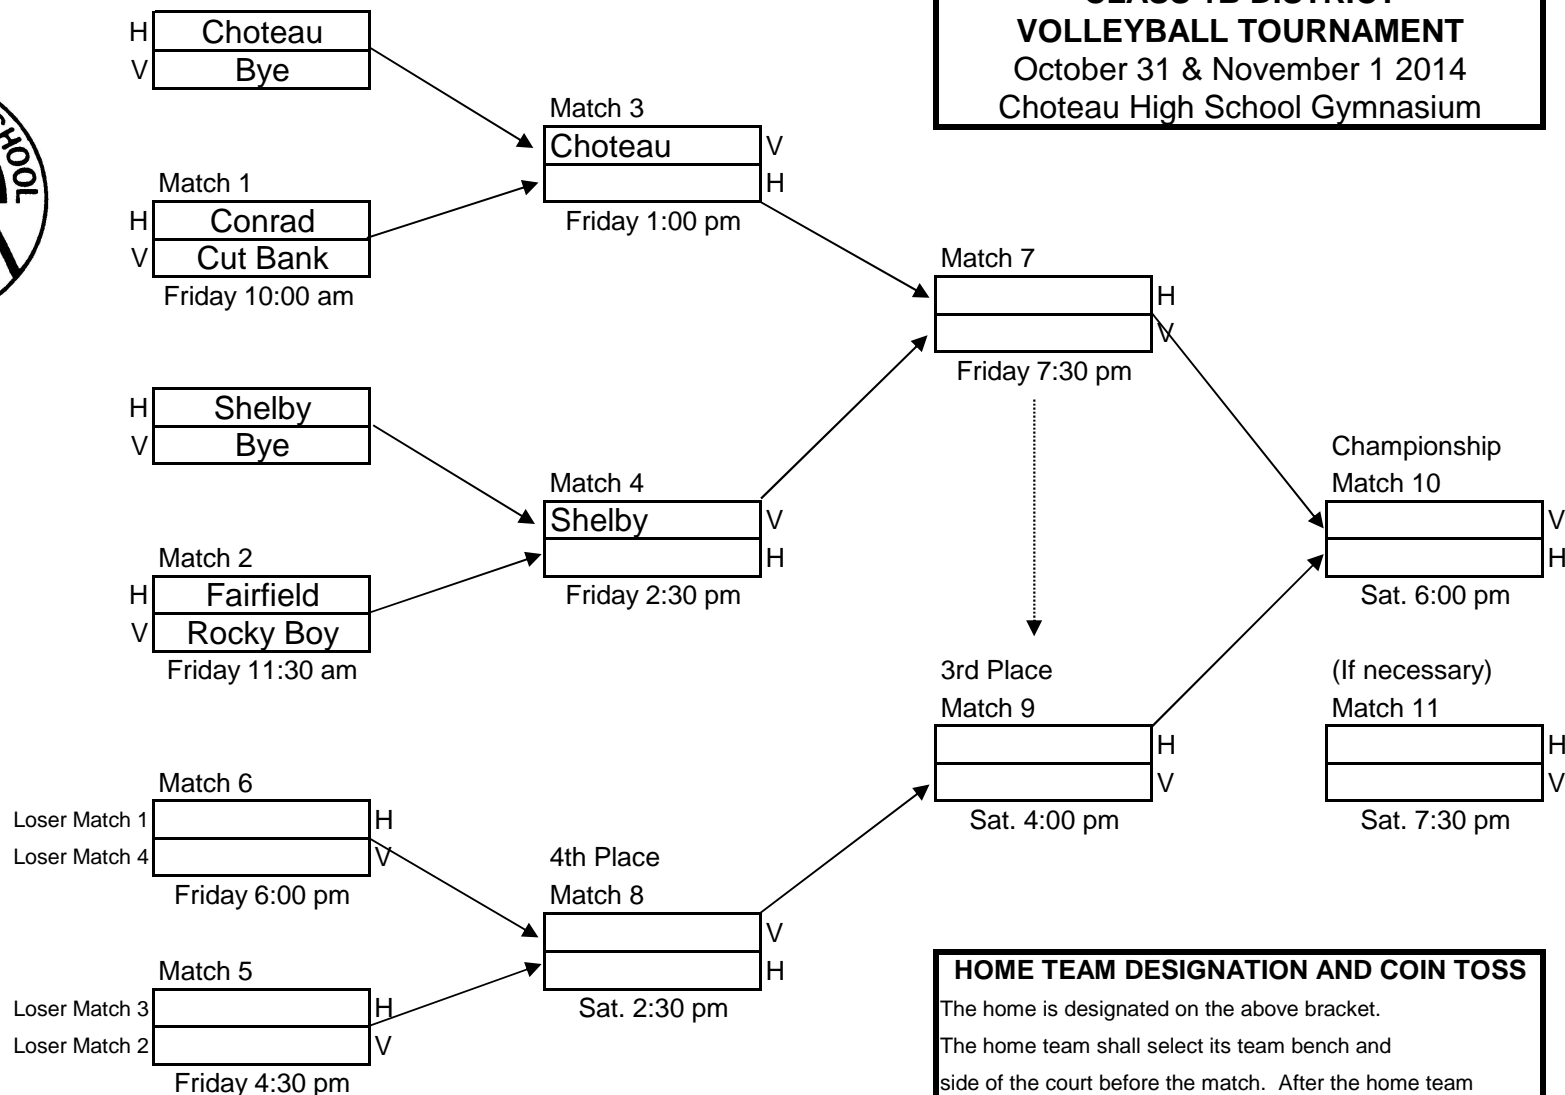 CLASS 1B DISTRICT
VOLLEYBALL TOURNAMENT
October 31 & November 1 2014
Choteau High School Gymnasium
H Choteau
V Bye
SCHOOL
Match 3
Choteau V
H
Friday 1:00 pm
Match 1
H Conrad
V Cut Bank
Friday 10:00 am
Match 7
H
V
Friday 7:30 pm
H Shelby
V Bye
Match 4
Shelby V
H
Friday 2:30 pm
Championship
Match 10
V
H
Sat. 6:00 pm
Match 2
H Fairfield
V Rocky Boy
Friday 11:30 am
3rd Place
Match 9
H
V
Sat. 4:00 pm
(If necessary)
Match 11
H
V
Sat. 7:30 pm
Match 6
Loser Match 1 H
Loser Match 4 V
Friday 6:00 pm
4th Place
Match 8
V
H
Sat. 2:30 pm
Match 5
Loser Match 3 H
Loser Match 2 V
Friday 4:30 pm
HOME TEAM DESIGNATION AND COIN TOSS
The home is designated on the above bracket.
The home team shall select its team bench and
side of the court before the match. After the home team